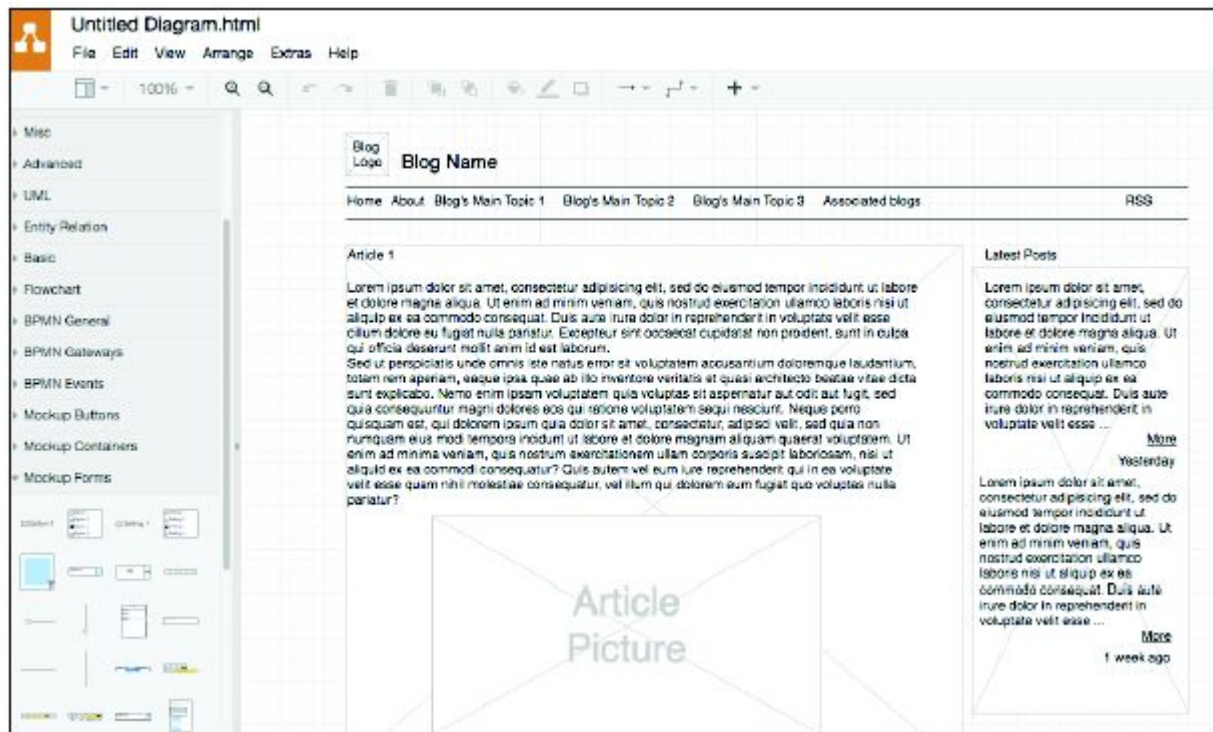 Untitled Diagram.html
File Edit View Arrange Extras Help
100%
Misc
Advanced
UML
Entity Relation
Basic
Flowchart
BPMN General
BPMN Gateways
BPMN Events
Mockup Buttons
Mockup Containers
Mockup Forms
Blog
Logo
Blog Name
Home About Blog's Main Topic 1 Blog's Main Topic 2 Blog's Main Topic 3 Associated blogs RSS
Article 1
Lorem ipsum dolor sit amet, consectetur adipisicing elit, sed do eiusmod tempor incididunt ut labore
et dolore magna aliqua. Ut enim ad minim veniam, quis nostrud exercitation ullamco laboris nisi ut
aliquip ex ea commodo consequat. Duis aute irure dolor in reprehenderit in voluptate velit esse
cillum dolore eu fugiat nulla pariatur. Excepteur sint occaecat cupidatat non proident, sunt in culpa
qui officia deserunt mollit anim id est laborum.
Sed ut perspiciatis unde omnis iste natus error sit voluptatem accusantium doloremque laudantium,
totam rem aperiam, eaque ipsa quae ab illo inventore veritatis et quasi architecto beatae vitae dicta
sunt explicabo. Nemo enim ipsam voluptatem quia voluptas sit aspernatur aut odit aut fugit, sed
quia consequuntur magni dolores eos qui ratione voluptatem sequi nesciunt. Neque porro
quisquam est, qui dolorem ipsum quia dolor sit amet, consectetur, adipisci velit, sed quia non
numquam eius modi tempora incidunt ut labore et dolore magnam aliquam quaerat voluptatem. Ut
enim ad minima veniam, quis nostrum exercitationem ullam corporis suscipit laboriosam, nisi ut
aliquid ex ea commodi consequatur? Quis autem vel eum iure reprehenderit qui in ea voluptate
velit esse quam nihil molestiae consequatur, vel illum qui dolorem eum fugiat quo voluptas nulla
pariatur?
Article
Picture
Latest Posts
Lorem ipsum dolor sit amet,
consectetur adipisicing elit, sed do
eiusmod tempor incididunt ut
labore et dolore magna aliqua. Ut
enim ad minim veniam, quis
nostrud exercitation ullamco
laboris nisi ut aliquip ex ea
commodo consequat. Duis aute
irure dolor in reprehenderit in
voluptate velit esse ...
More
Yesterday
Lorem ipsum dolor sit amet,
consectetur adipisicing elit, sed do
eiusmod tempor incididunt ut
labore et dolore magna aliqua. Ut
enim ad minim veniam, quis
nostrud exercitation ullamco
laboris nisi ut aliquip ex ea
commodo consequat. Duis aute
irure dolor in reprehenderit in
voluptate velit esse ...
More
1 week ago